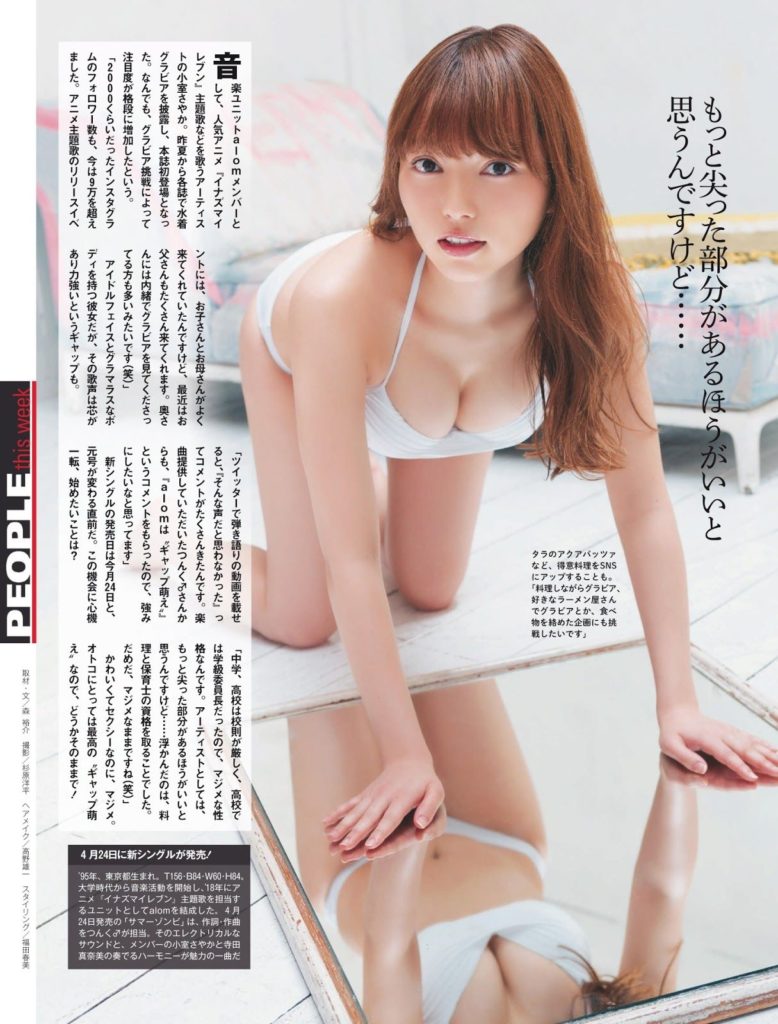 もっと尖った部分があるほうがいいと
思うんですけど……
音楽ユニットalomメンバーと
して、人気アニメ『イナズマイ
レブン』主題歌などを歌うアーティス
トの小室さやか。昨夏から各誌で水着
グラビアを披露し、本誌初登場となっ
た。なんでも、グラビア挑戦によって
注目度が格段に増加したという。
「2000くらいだったインスタグラ
ムのフォロワー数も、今は9万を超え
ました。アニメ主題歌のリリースイベ
ントには、お子さんとお母さんがよく
来てくれていたんですけど、最近はお
父さんもたくさん来てくれます。奥さ
んには内緒でグラビアを見てくださっ
てる方も多いみたいです(笑)」
アイドルフェイスとグラマラスなボ
ディを持つ彼女だが、その歌声は芯が
あり力強いというギャップも。
「ツイッターで弾き語りの動画を載せ
ると、『そんな声だと思わなかった』っ
てコメントがたくさんきたんです。楽
曲提供していただいたつんく♂さんか
らも、『alomは〝ギャップ萌え〟』
というコメントをもらったので、強み
にしたいなと思ってます」
新シングルの発売日は今月24日と、
元号が変わる直前だ。この機会に心機
一転、始めたいことは?
「中学、高校は校則が厳しく、高校で
は学級委員長だったので、マジメな性
格なんです。アーティストとしては、
もっと尖った部分があるほうがいいと
思うんですけど……浮かんだのは、料
理と保育士の資格を取ることでした。
だめだ、マジメなままですね(笑)」
かわいくてセクシーなのに、マジメ。
オトコにとっては最高の〝ギャップ萌
え〟なので、どうかそのままで!
タラのアクアパッツァ
など、得意料理をSNS
にアップすることも。
「料理しながらグラビア、
好きなラーメン屋さん
でグラビアとか、食べ
物を絡めた企画にも挑
戦したいです」
4月24日に新シングルが発売!
'95年、東京都生まれ。T156・B84・W60・H84。
大学時代から音楽活動を開始し、'18年にア
ニメ『イナズマイレブン』主題歌を担当す
るユニットとしてalomを結成した。4月
24日発売の『サマーゾンビ』は、作詞・作曲
をつんく♂が担当。そのエレクトリカルな
サウンドと、メンバーの小室さやかと寺田
真奈美の奏でるハーモニーが魅力の一曲だ
PEOPLE this week
取材・文/森 裕介 撮影/杉原洋平 ヘアメイク/高野雄一 スタイリング/福田春美